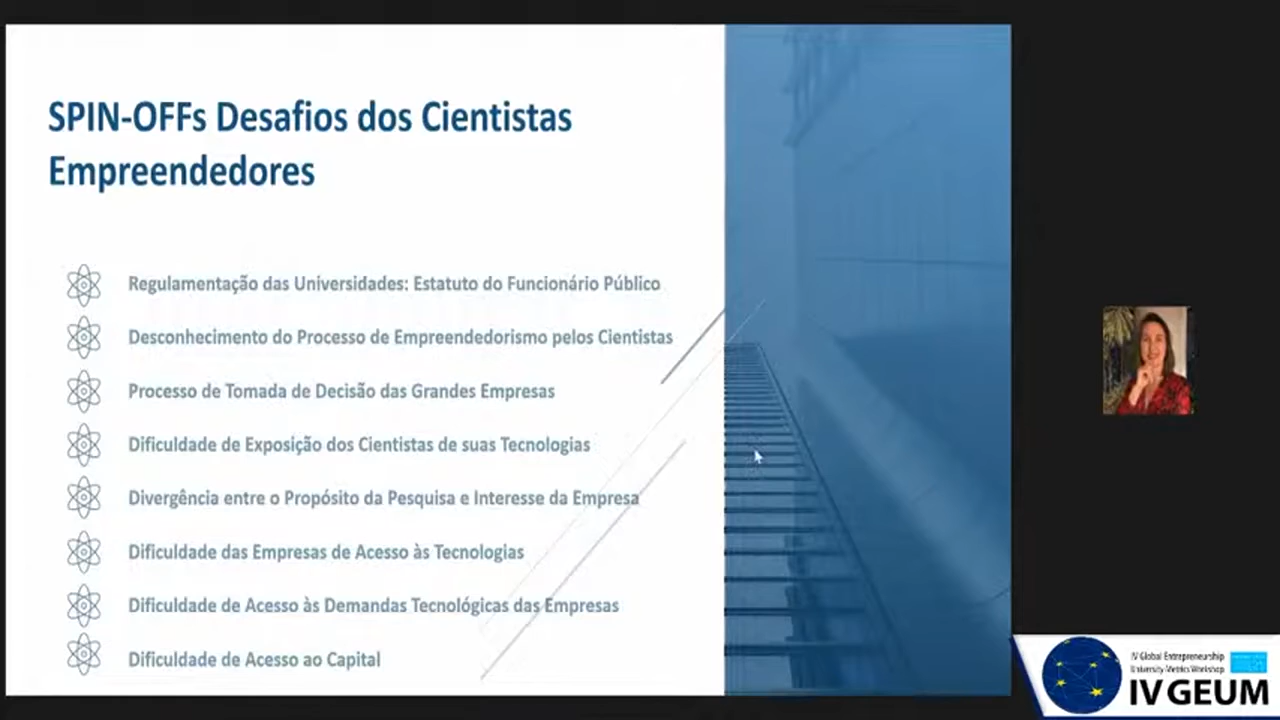 SPIN-OFFs Desafios dos Cientistas
Empreendedores
Regulamentação das Universidades: Estatuto do Funcionário Público
Desconhecimento do Processo de Empreendedorismo pelos Cientistas
Processo de Tomada de Decisão das Grandes Empresas
Dificuldade de Exposição dos Cientistas de suas Tecnologias
Divergência entre o Propósito da Pesquisa e Interesse da Empresa
Dificuldade das Empresas de Acesso às Tecnologias
Dificuldade de Acesso às Demandas Tecnológicas das Empresas
Dificuldade de Acesso ao Capital
IV Global Entrepreneurship
University Metrics Workshop
IV GEUM